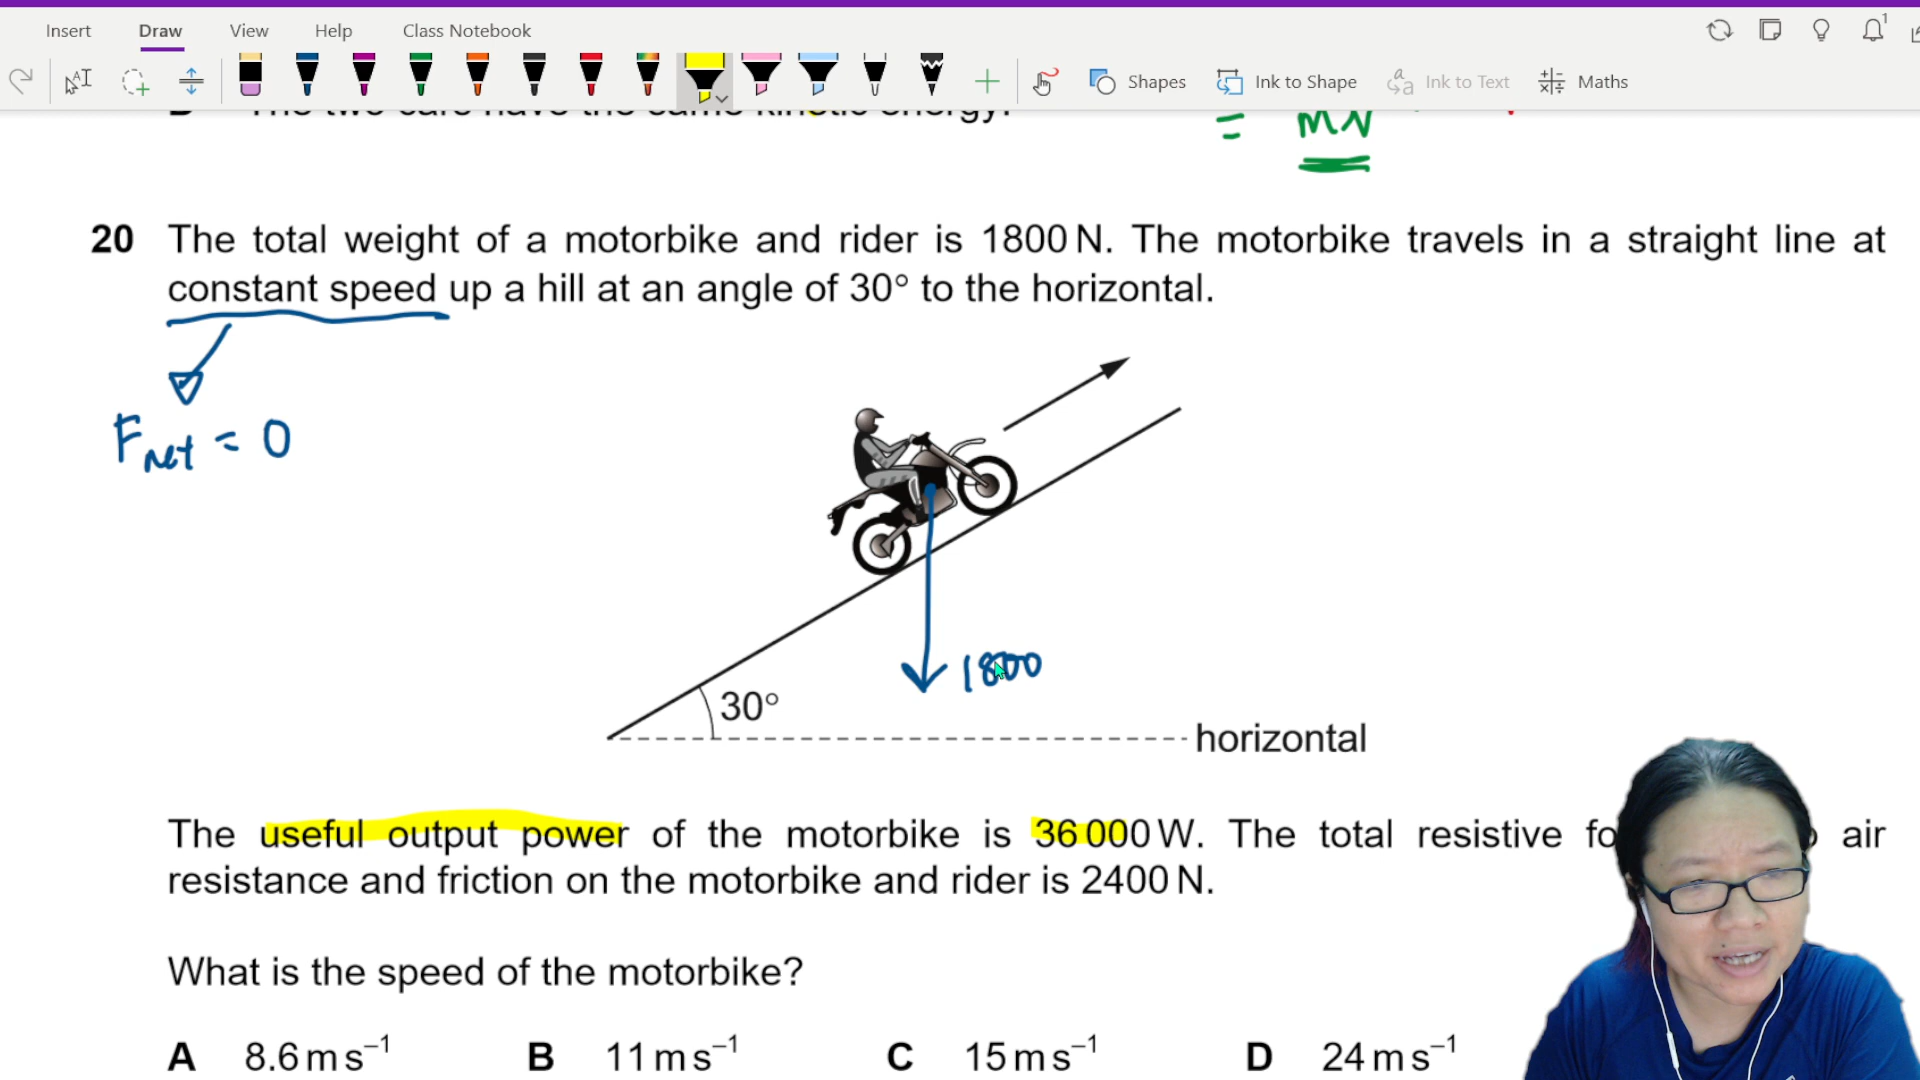 Insert Draw View Help Class Notebook
1
Shapes Ink to Shape Ink to Text Maths
= MV
20 The total weight of a motorbike and rider is 1800 N. The motorbike travels in a straight line at
constant speed up a hill at an angle of 30° to the horizontal.
Fnet = 0
1800
30°
horizontal
The useful output power of the motorbike is 36 000 W. The total resistive air
resistance and friction on the motorbike and rider is 2400 N.
What is the speed of the motorbike?
A 8.6 m s⁻¹ B 11 m s⁻¹ C 15 m s⁻¹ D 24 m s⁻¹